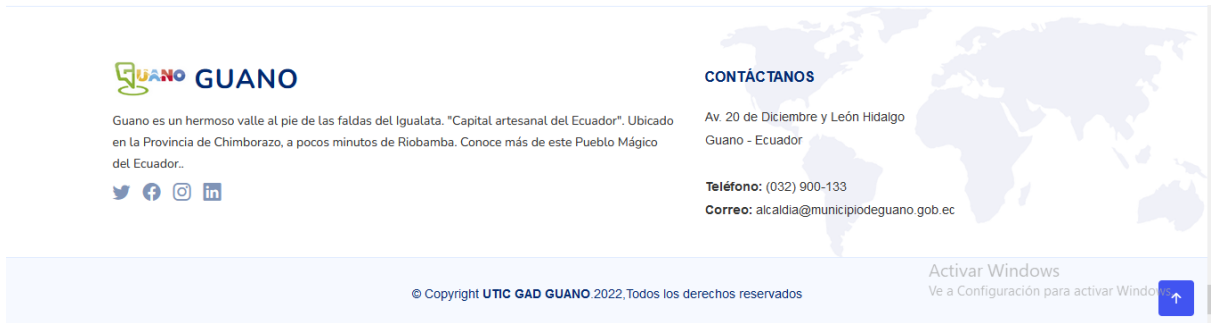 GUANO GUANO
Guano es un hermoso valle al pie de las faldas del Igualata. "Capital artesanal del Ecuador". Ubicado
en la Provincia de Chimborazo, a pocos minutos de Riobamba. Conoce más de este Pueblo Mágico
del Ecuador..
CONTÁCTANOS
Av. 20 de Diciembre y León Hidalgo
Guano - Ecuador
Teléfono: (032) 900-133
Correo: alcaldia@municipiodeguano.gob.ec
© Copyright UTIC GAD GUANO.2022,Todos los derechos reservados
Activar Windows
Ve a Configuración para activar Windows.